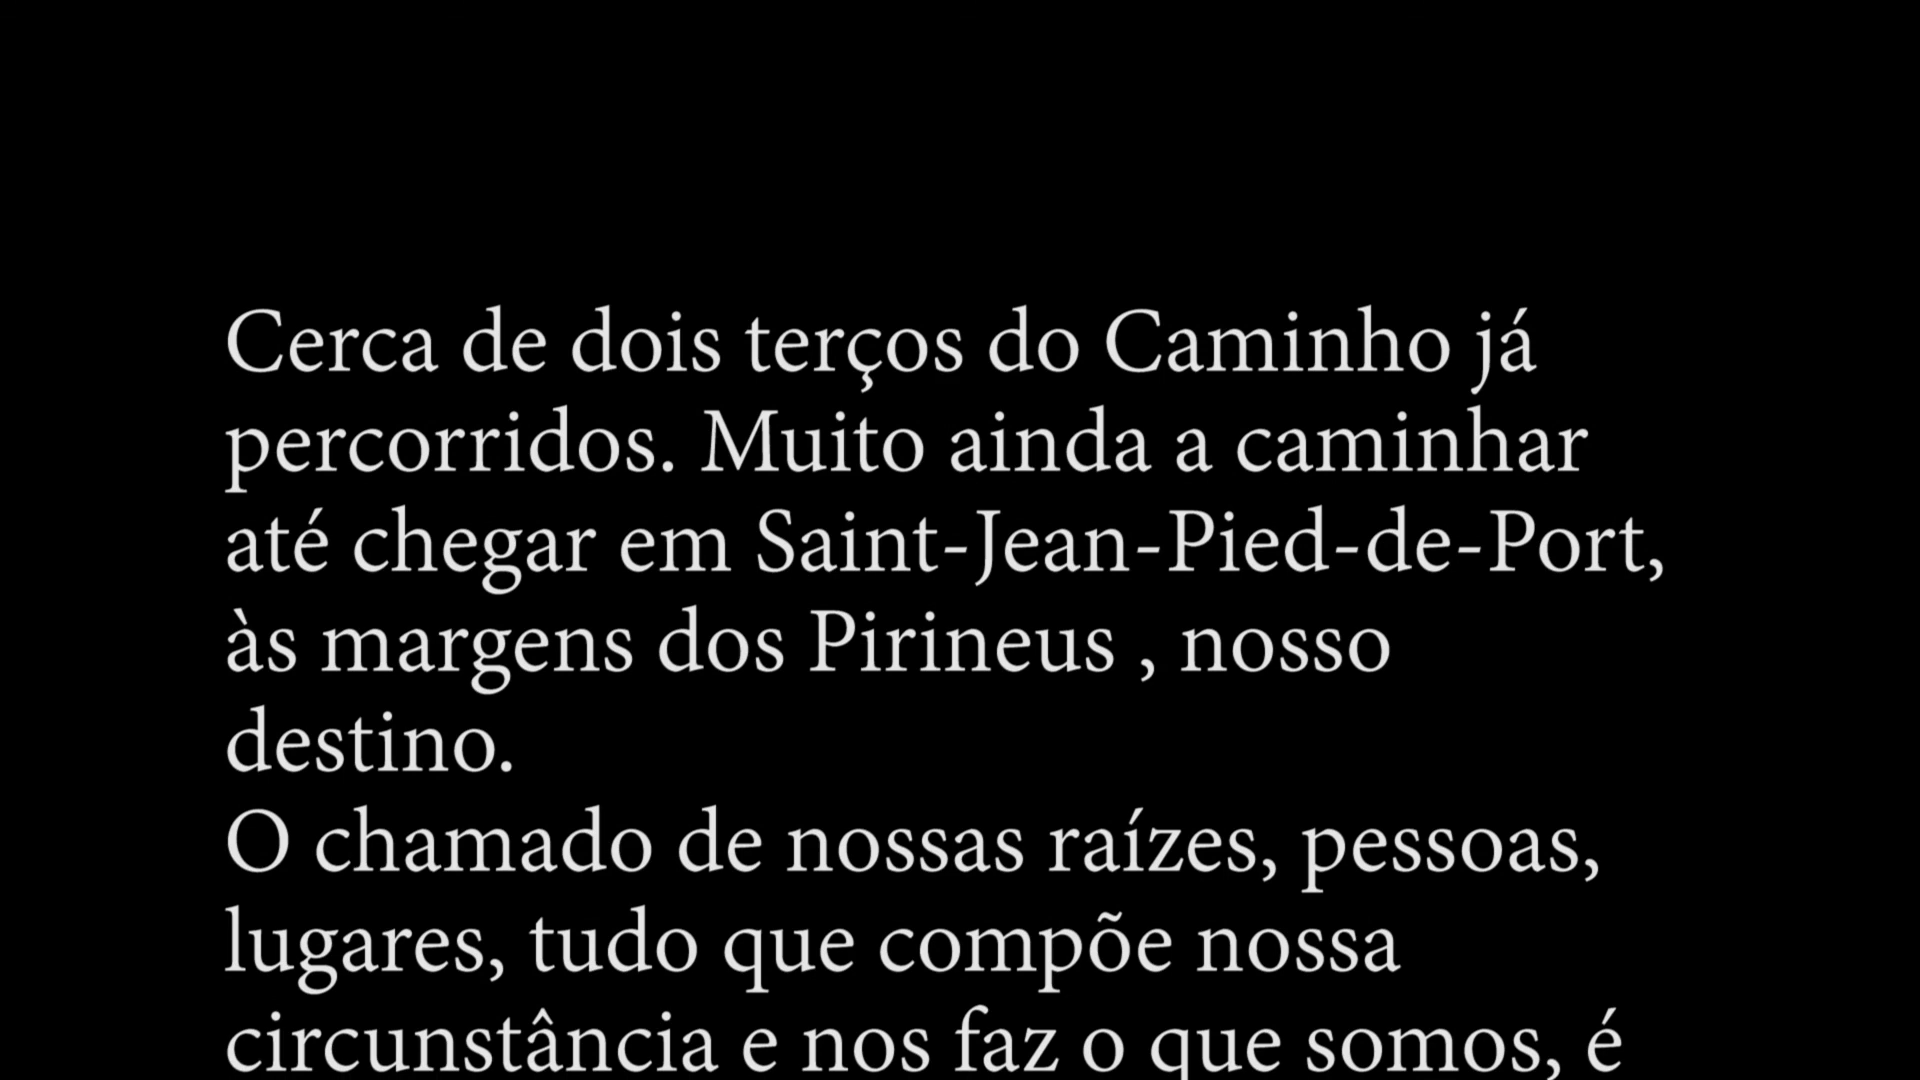 Cerca de dois terços do Caminho já
percorridos. Muito ainda a caminhar
até chegar em Saint-Jean-Pied-de-Port,
às margens dos Pirineus , nosso
destino.
O chamado de nossas raízes, pessoas,
lugares, tudo que compõe nossa
circunstância e nos faz o que somos, é